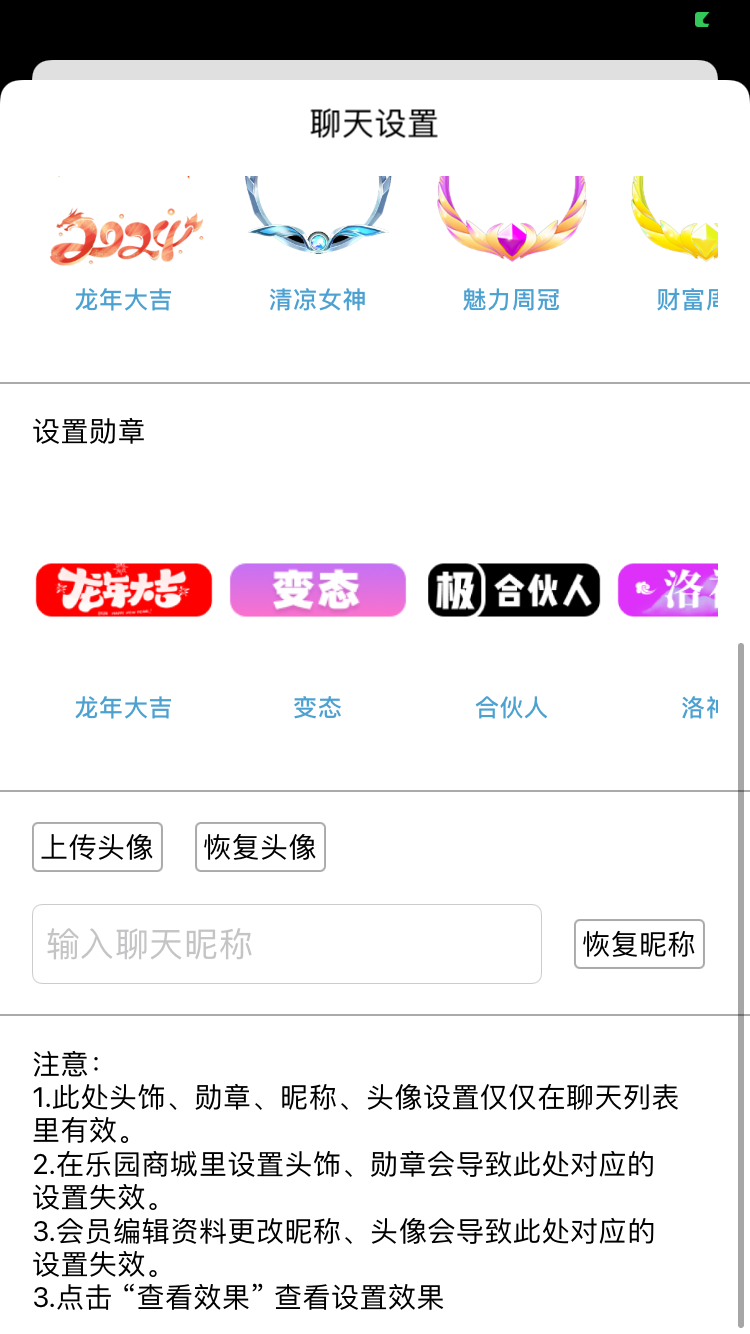 聊天设置
2024
龙年大吉 清凉女神 魅力周冠 财富周
设置勋章
龙年大吉 变态 极 合伙人 洛神
龙年大吉 变态 合伙人 洛神
上传头像 恢复头像
输入聊天昵称 恢复昵称
注意：
1.此处头饰、勋章、昵称、头像设置仅仅在聊天列表
里有效。
2.在乐园商城里设置头饰、勋章会导致此处对应的
设置失效。
3.会员编辑资料更改昵称、头像会导致此处对应的
设置失效。
3.点击“查看效果”查看设置效果